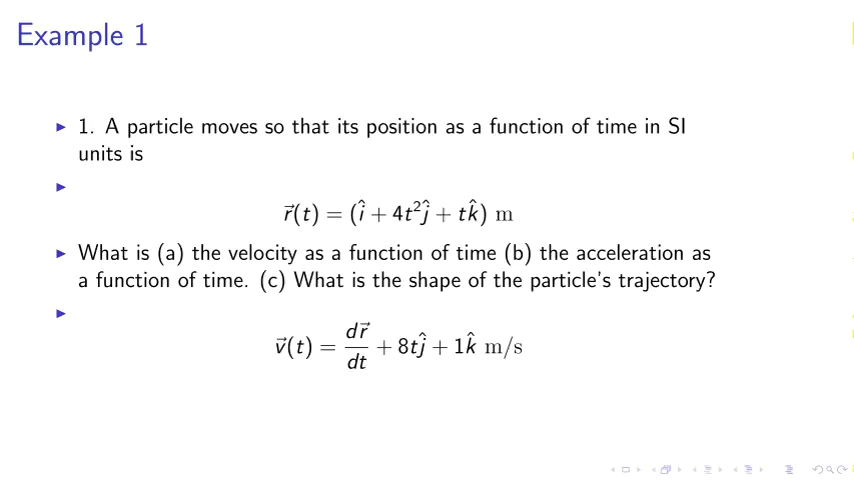 Example 1
1. A particle moves so that its position as a function of time in SI
units is
r⃗(t) = (î + 4t²ĵ + tk̂) m
What is (a) the velocity as a function of time (b) the acceleration as
a function of time. (c) What is the shape of the particle's trajectory?
v⃗(t) = dr⃗/dt + 8tĵ + 1k̂ m/s